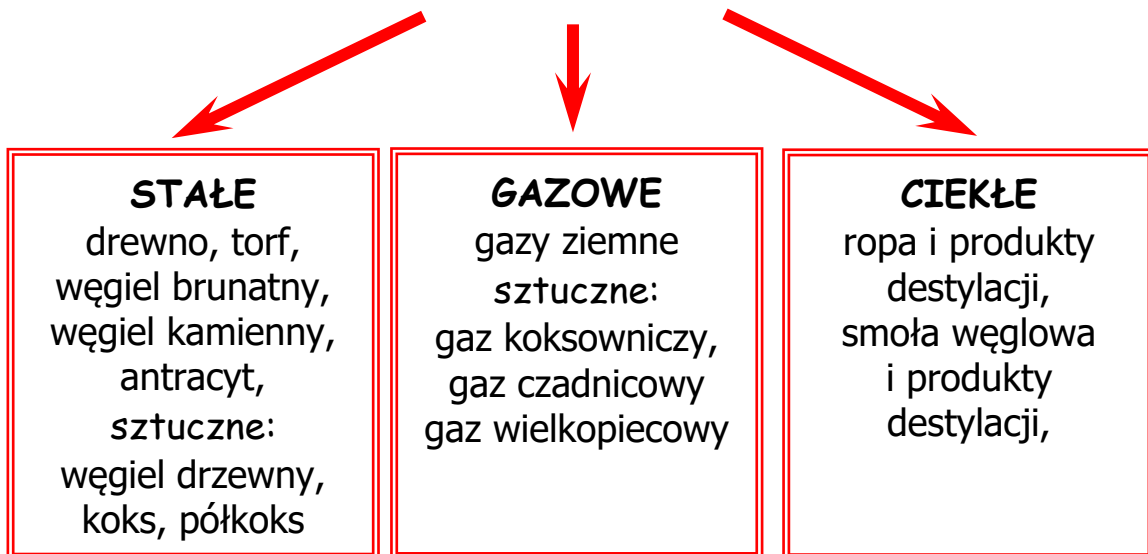 STAŁE
drewno, torf,
węgiel brunatny,
węgiel kamienny,
antracyt,
sztuczne:
węgiel drzewny,
koks, półkoks
GAZOWE
gazy ziemne
sztuczne:
gaz koksowniczy,
gaz czadnicowy
gaz wielkopiecowy
CIEKŁE
ropa i produkty
destylacji,
smoła węglowa
i produkty
destylacji,